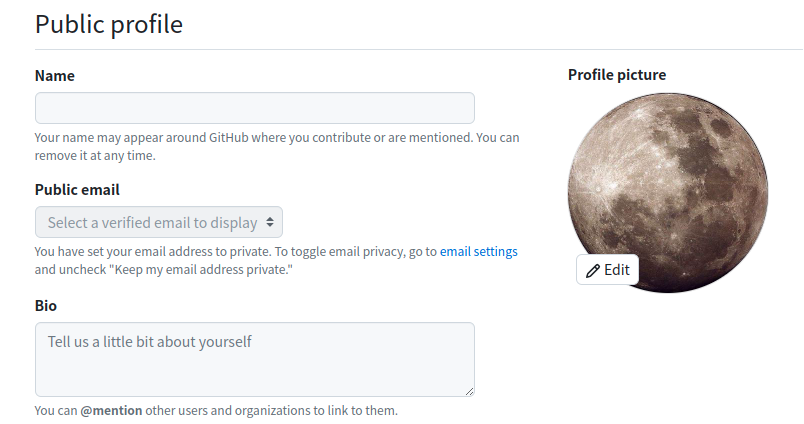 Public profile
Name
Your name may appear around GitHub where you contribute or are mentioned. You can
remove it at any time.
Public email
Select a verified email to display
You have set your email address to private. To toggle email privacy, go to email settings
and uncheck "Keep my email address private."
Bio
Tell us a little bit about yourself
You can @mention other users and organizations to link to them.
Profile picture
Edit